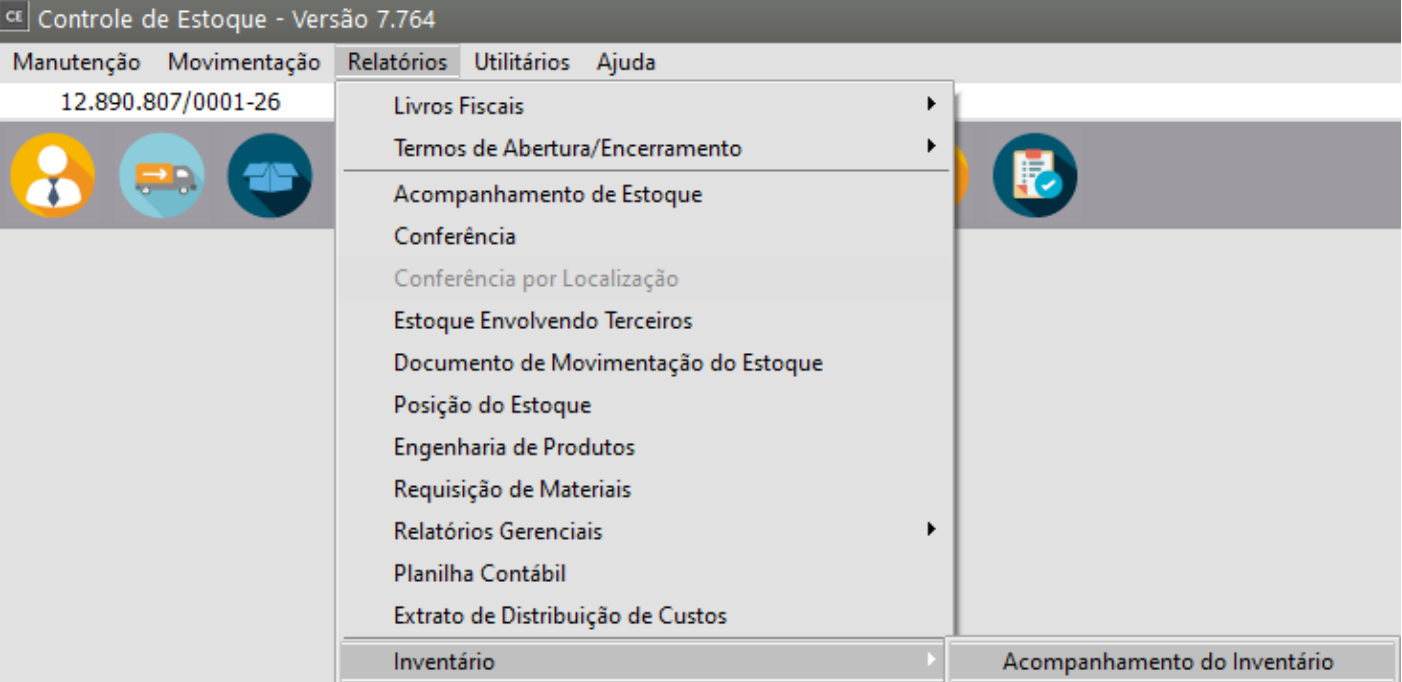 CE Controle de Estoque - Versão 7.764
Manutenção Movimentação Relatórios Utilitários Ajuda
12.890.807/0001-26
Livros Fiscais
Termos de Abertura/Encerramento
Acompanhamento de Estoque
Conferência
Conferência por Localização
Estoque Envolvendo Terceiros
Documento de Movimentação do Estoque
Posição do Estoque
Engenharia de Produtos
Requisição de Materiais
Relatórios Gerenciais
Planilha Contábil
Extrato de Distribuição de Custos
Inventário
Acompanhamento do Inventário